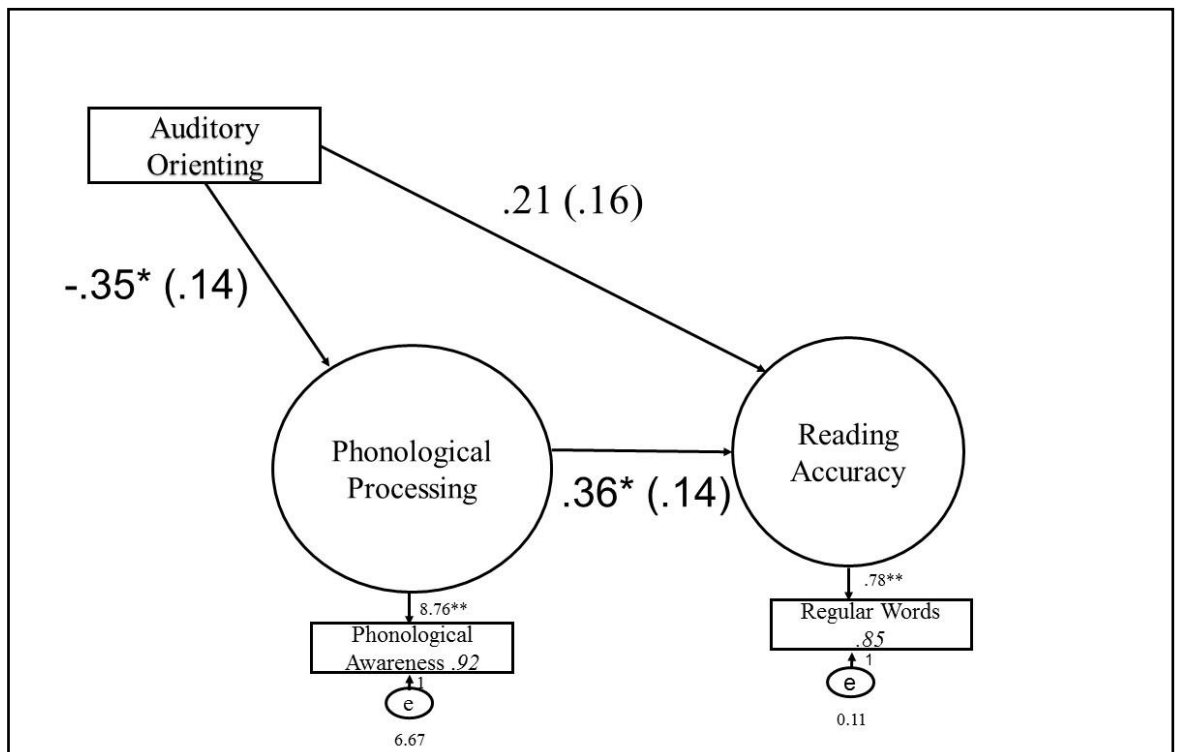 Auditory
Orienting
.21 (.16)
-.35* (.14)
Phonological
Processing
.36* (.14)
Reading
Accuracy
8.76**
.78**
Phonological
Awareness .92
1
e
6.67
Regular Words
.85
1
e
0.11